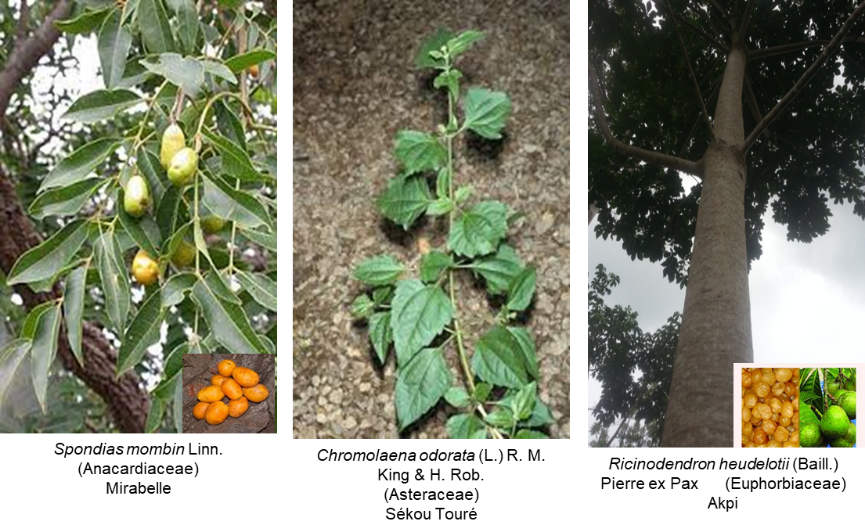 Spondias mombin Linn.
(Anacardiaceae)
Mirabelle
Chromolaena odorata (L.) R. M.
King & H. Rob.
(Asteraceae)
Sékou Touré
Ricinodendron heudelotii (Baill.)
Pierre ex Pax (Euphorbiaceae)
Akpi